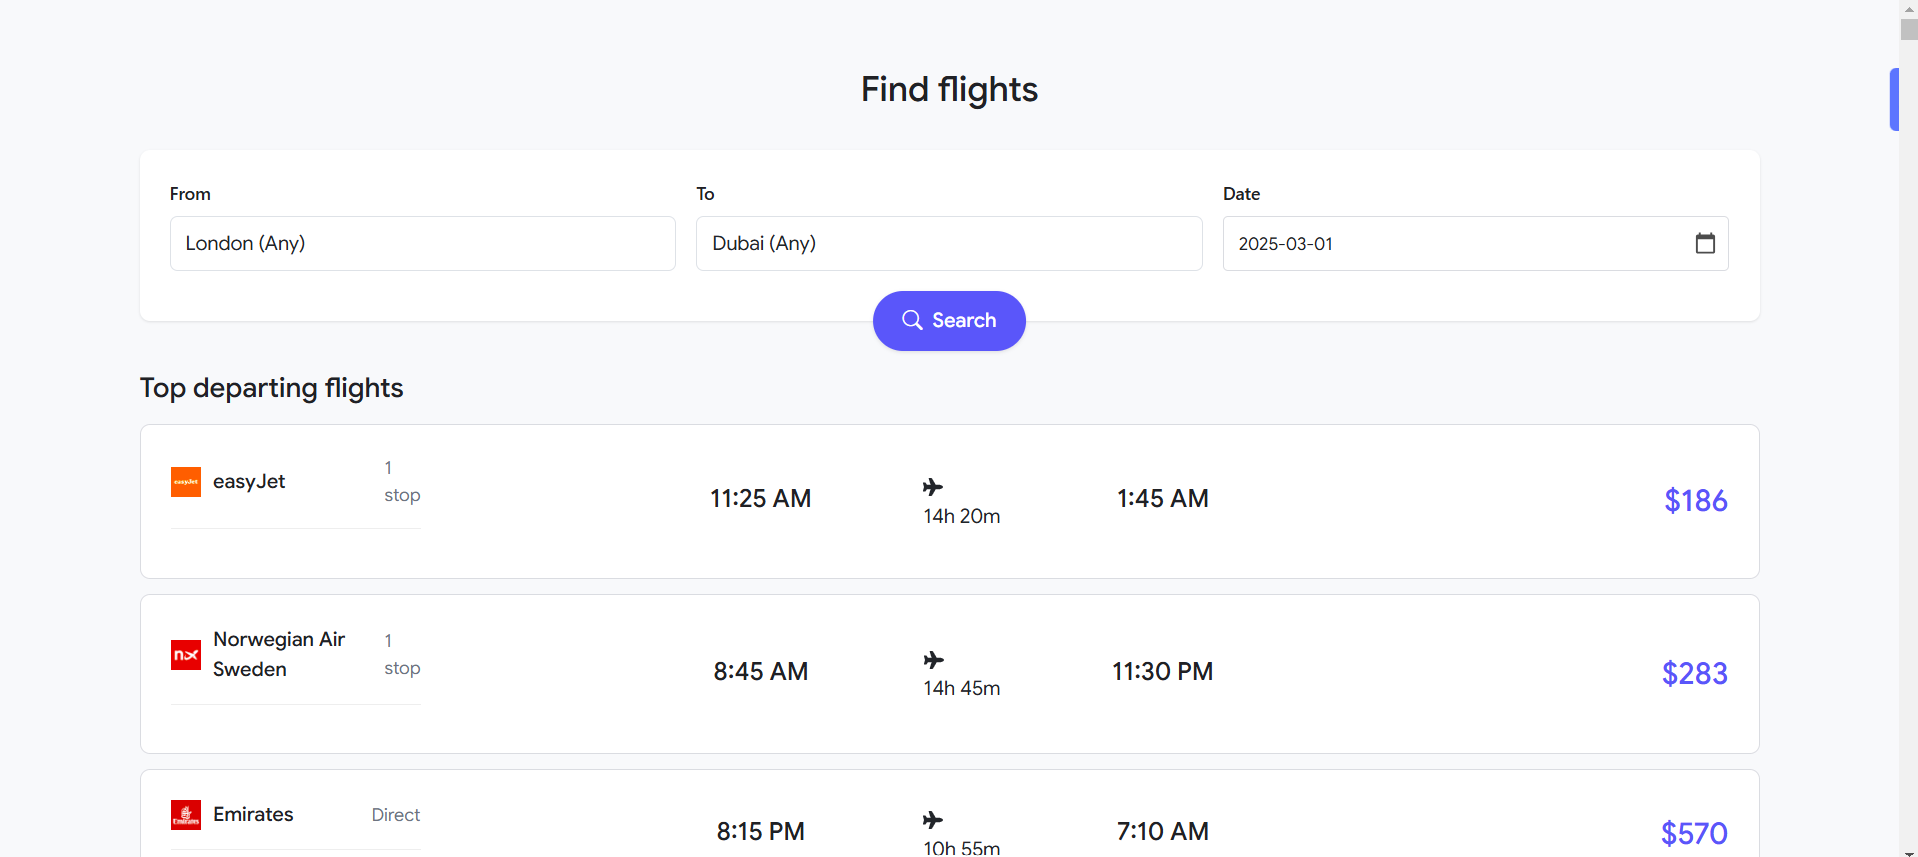 Find flights
From
To
Date
London (Any)
Dubai (Any)
2025-03-01
Search
Top departing flights
easyJet
easyJet
1
stop
11:25 AM
14h 20m
1:45 AM
$186
Norwegian Air
Sweden
1
stop
8:45 AM
14h 45m
11:30 PM
$283
Emirates
Emirates
Direct
8:15 PM
10h 55m
7:10 AM
$570